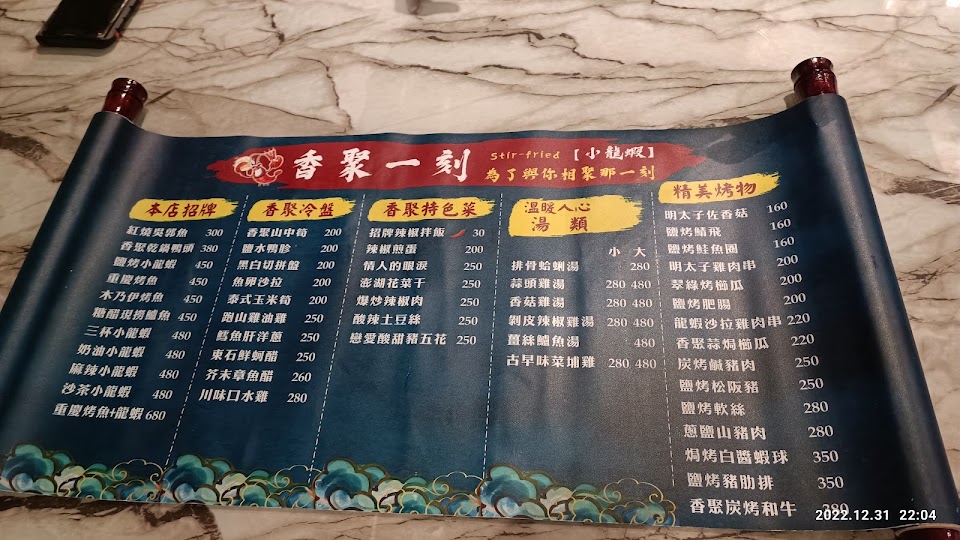 香聚一刻 Stir-fried【小龍蝦】
為了與你相聚那一刻
本店招牌
紅燒吳郭魚 300
香聚乾鍋鴨頭 380
鹽烤小龍蝦 450
重慶烤魚 450
木乃伊烤魚 450
糖醋現撈鱸魚 450
三杯小龍蝦 480
奶油小龍蝦 480
麻辣小龍蝦 480
沙茶小龍蝦 480
重慶烤魚+龍蝦 680
香聚冷盤
香聚山中筍 200
鹽水鴨胗 200
黑白切拼盤 200
魚卵沙拉 200
泰式玉米筍 200
跑山雞油雞 250
鱈魚肝洋蔥 250
東石鮮蚵醋 250
芥末章魚醋 260
川味口水雞 280
香聚特色菜
招牌辣椒拌飯 30
辣椒煎蛋 200
情人的眼淚 250
澎湖花菜干 250
爆炒辣椒肉 250
酸辣土豆絲 250
戀愛酸甜豬五花 250
溫暖人心
湯 類
小 大
排骨蛤蜊湯 280
蒜頭雞湯 280 480
香菇雞湯 280 480
剝皮辣椒雞湯 280 480
薑絲鱸魚湯 480
古早味菜埔雞 280 480
精美烤物
明太子佐香菇 160
鹽烤鯖飛 160
鹽烤鮭魚圈 160
明太子雞肉串 200
翠綠烤櫛瓜 200
鹽烤肥腸 200
龍蝦沙拉雞肉串 220
香聚蒜焗櫛瓜 220
炭烤鹹豬肉 250
鹽烤松阪豬 250
鹽烤軟絲 280
蔥鹽山豬肉 280
焗烤白醬蝦球 350
鹽烤豬肋排 350
香聚炭烤和牛
2022.12.31 22:04